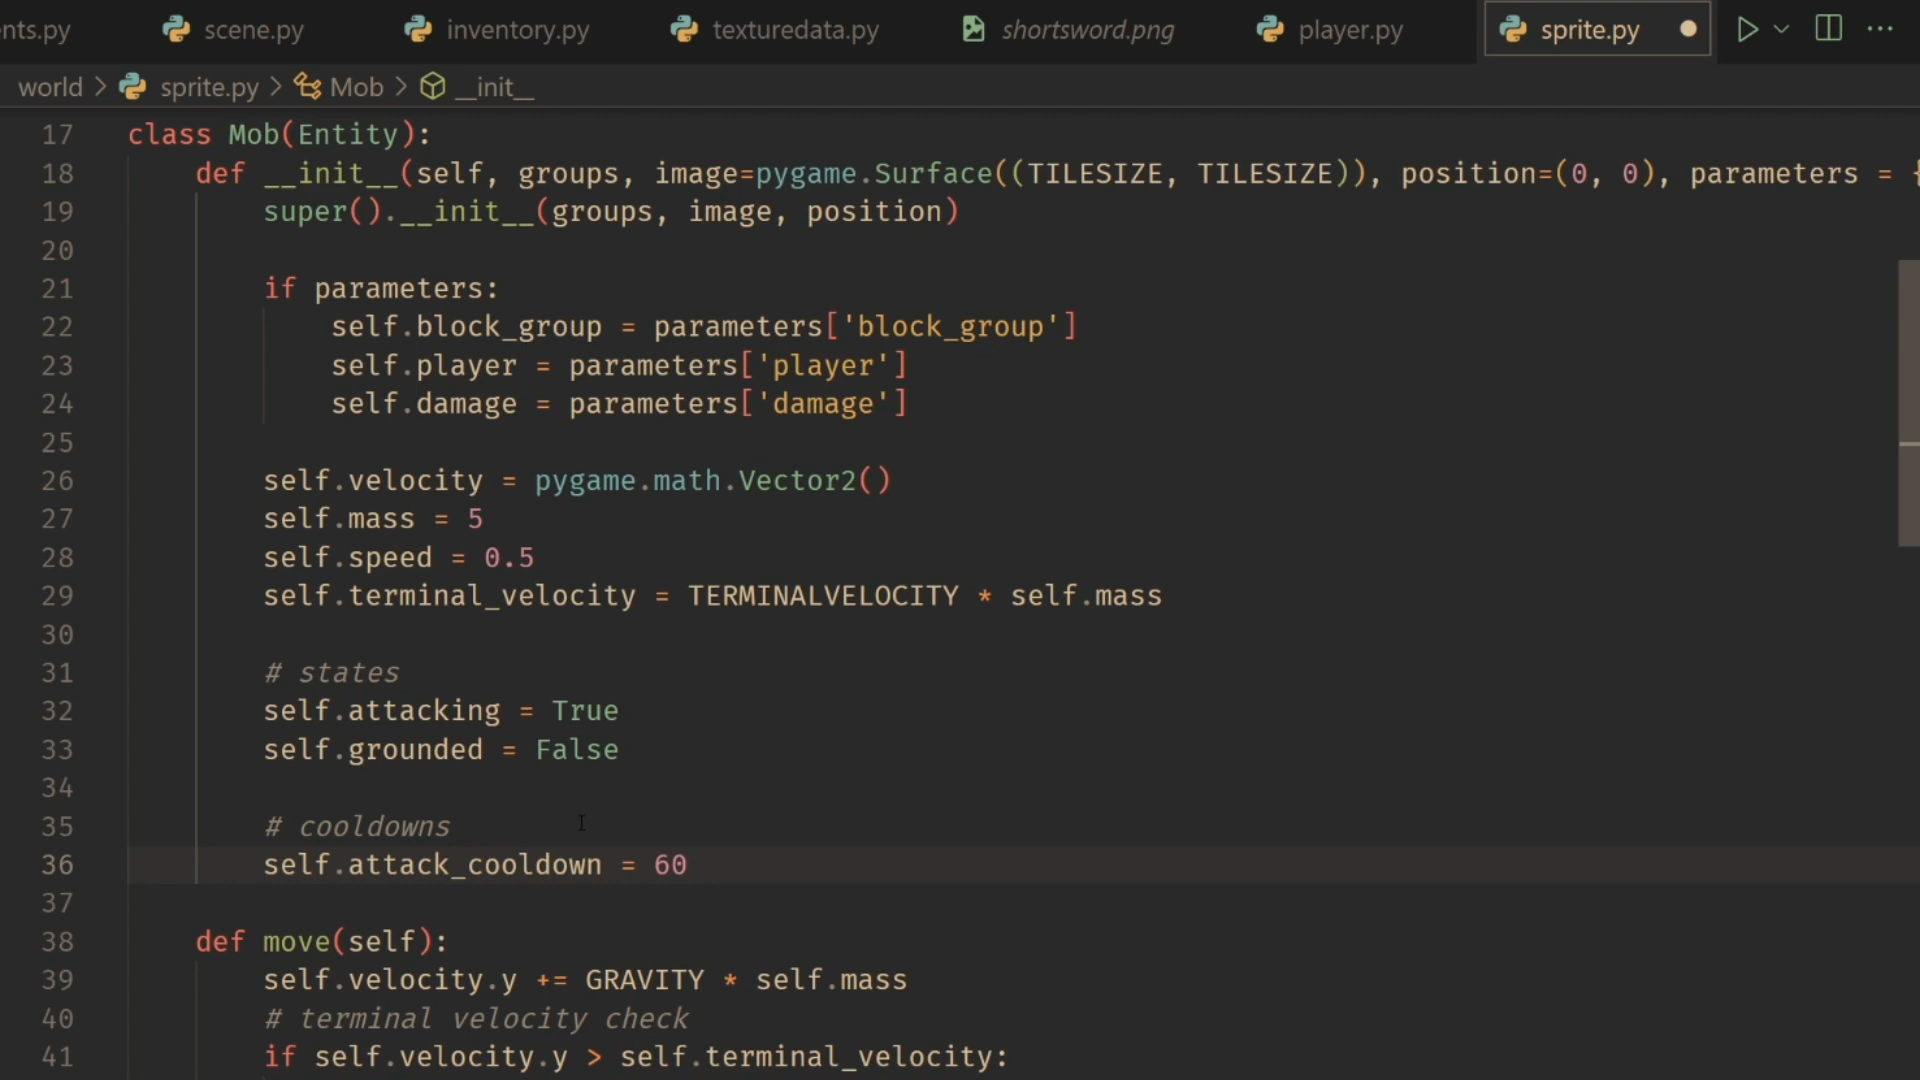 nts.py scene.py inventory.py texturedata.py shortsword.png player.py sprite.py
world > sprite.py > Mob > __init__
17 class Mob(Entity):
18 def __init__(self, groups, image=pygame.Surface((TILESIZE, TILESIZE)), position=(0, 0), parameters = {
19 super().__init__(groups, image, position)
20
21 if parameters:
22 self.block_group = parameters['block_group']
23 self.player = parameters['player']
24 self.damage = parameters['damage']
25
26 self.velocity = pygame.math.Vector2()
27 self.mass = 5
28 self.speed = 0.5
29 self.terminal_velocity = TERMINALVELOCITY * self.mass
30
31 # states
32 self.attacking = True
33 self.grounded = False
34
35 # cooldowns
36 self.attack_cooldown = 60
37
38 def move(self):
39 self.velocity.y += GRAVITY * self.mass
40 # terminal velocity check
41 if self.velocity.y > self.terminal_velocity: